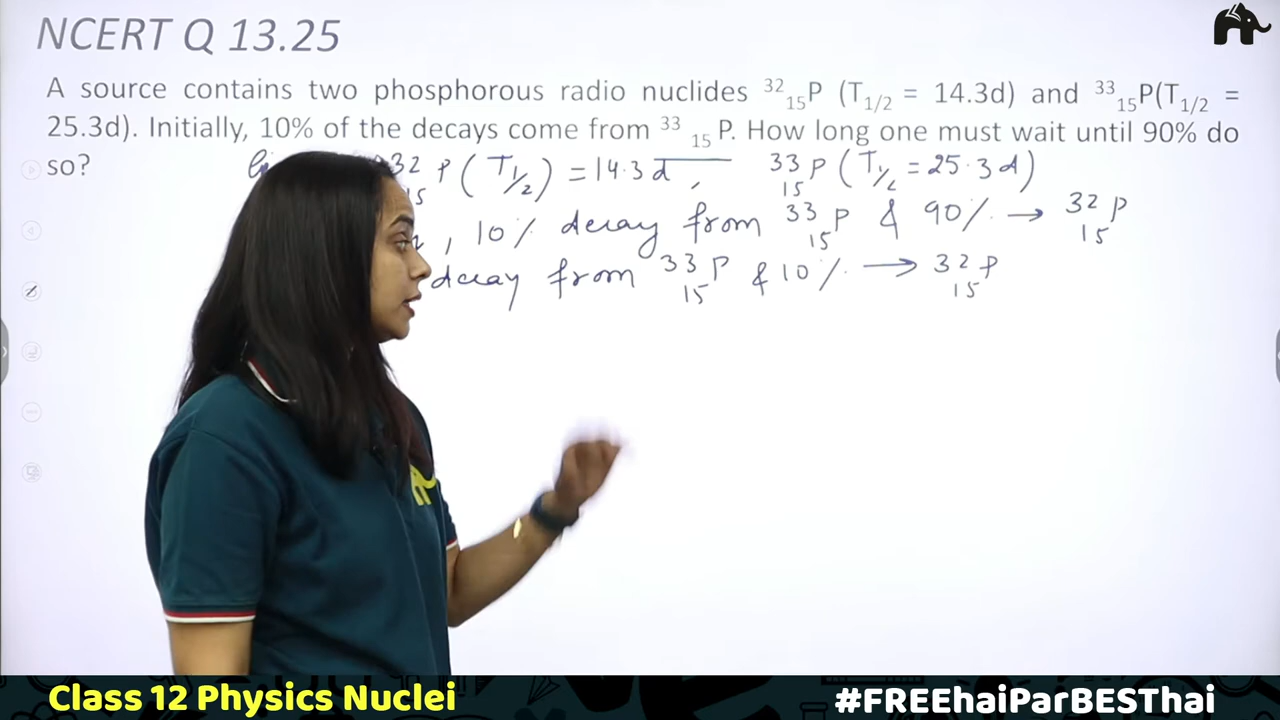 NCERT Q 13.25
A source contains two phosphorous radio nuclides ³²₁₅P (T₁/₂ = 14.3d) and ³³₁₅P(T₁/₂ =
25.3d). Initially, 10% of the decays come from ³³₁₅P. How long one must wait until 90% do
so?
³²₁₅P (T½) = 14.3 d , ³³₁₅P (T½ = 25.3 d)
, 10% decay from ³³₁₅P & 90% → ³²₁₅P
decay from ³³₁₅P & 10% → ³²₁₅P
Class 12 Physics Nuclei
#FREEhaiParBESThai